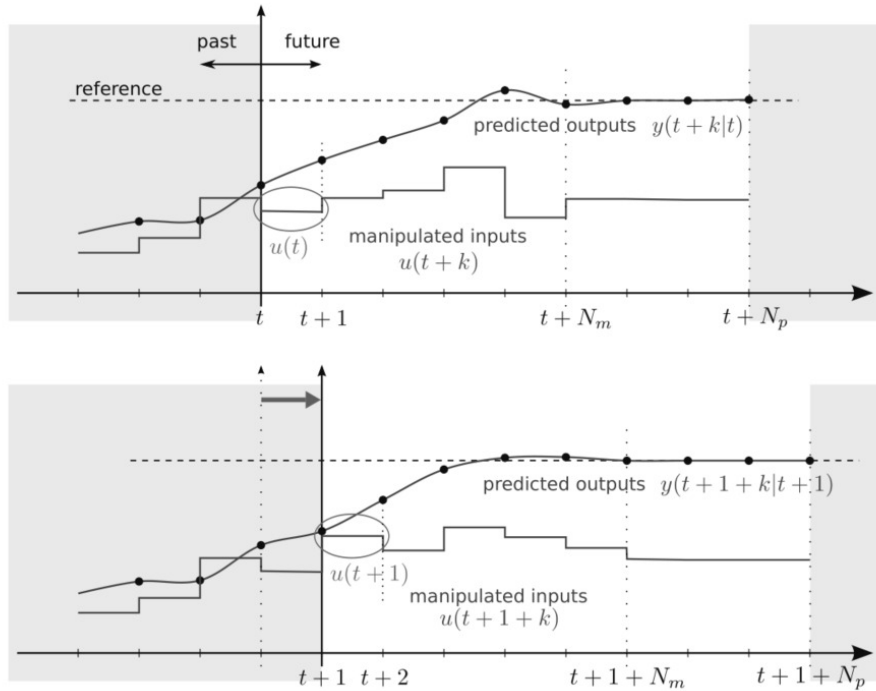 past future
reference
predicted outputs y(t + k|t)
u(t)
manipulated inputs
u(t + k)
t t + 1 t + N_m t + N_p
predicted outputs y(t + 1 + k|t + 1)
u(t + 1)
manipulated inputs
u(t + 1 + k)
t + 1 t + 2 t + 1 + N_m t + 1 + N_p